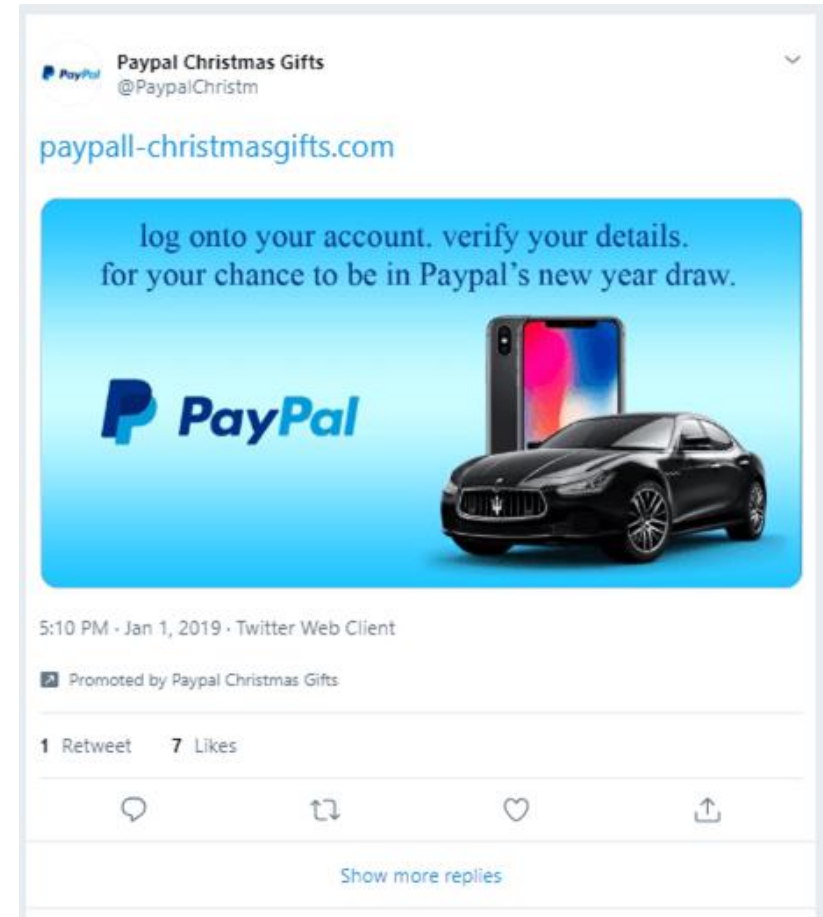 PayPal
Paypal Christmas Gifts
@PaypalChristm
paypall-christmasgifts.com
log onto your account. verify your details.
for your chance to be in Paypal's new year draw.
PayPal
5:10 PM · Jan 1, 2019 · Twitter Web Client
Promoted by Paypal Christmas Gifts
1 Retweet 7 Likes
Show more replies